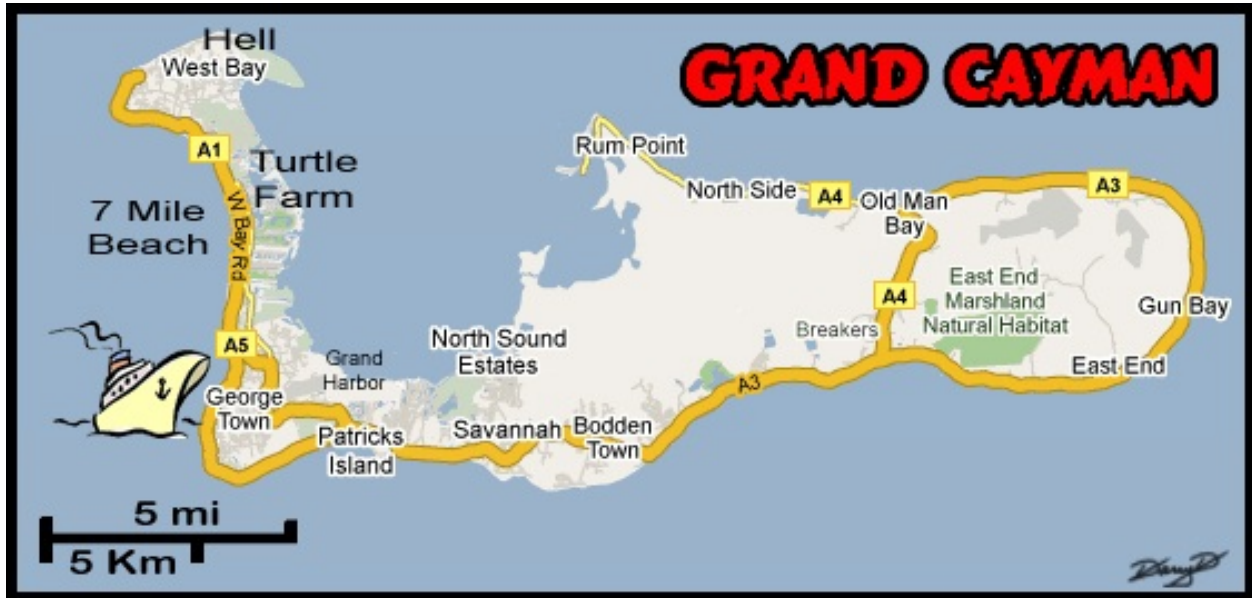 GRAND CAYMAN
Hell
West Bay
A1
Turtle
Farm
7 Mile
Beach
W Bay Rd
Rum Point
North Side
A4
Old Man
Bay
A3
A4
East End
Marshland
Natural Habitat
Gun Bay
Breakers
East End
A5
North Sound
Estates
Grand
Harbor
George
Town
A3
Patricks
Island
Savannah
Bodden
Town
5 mi
5 Km